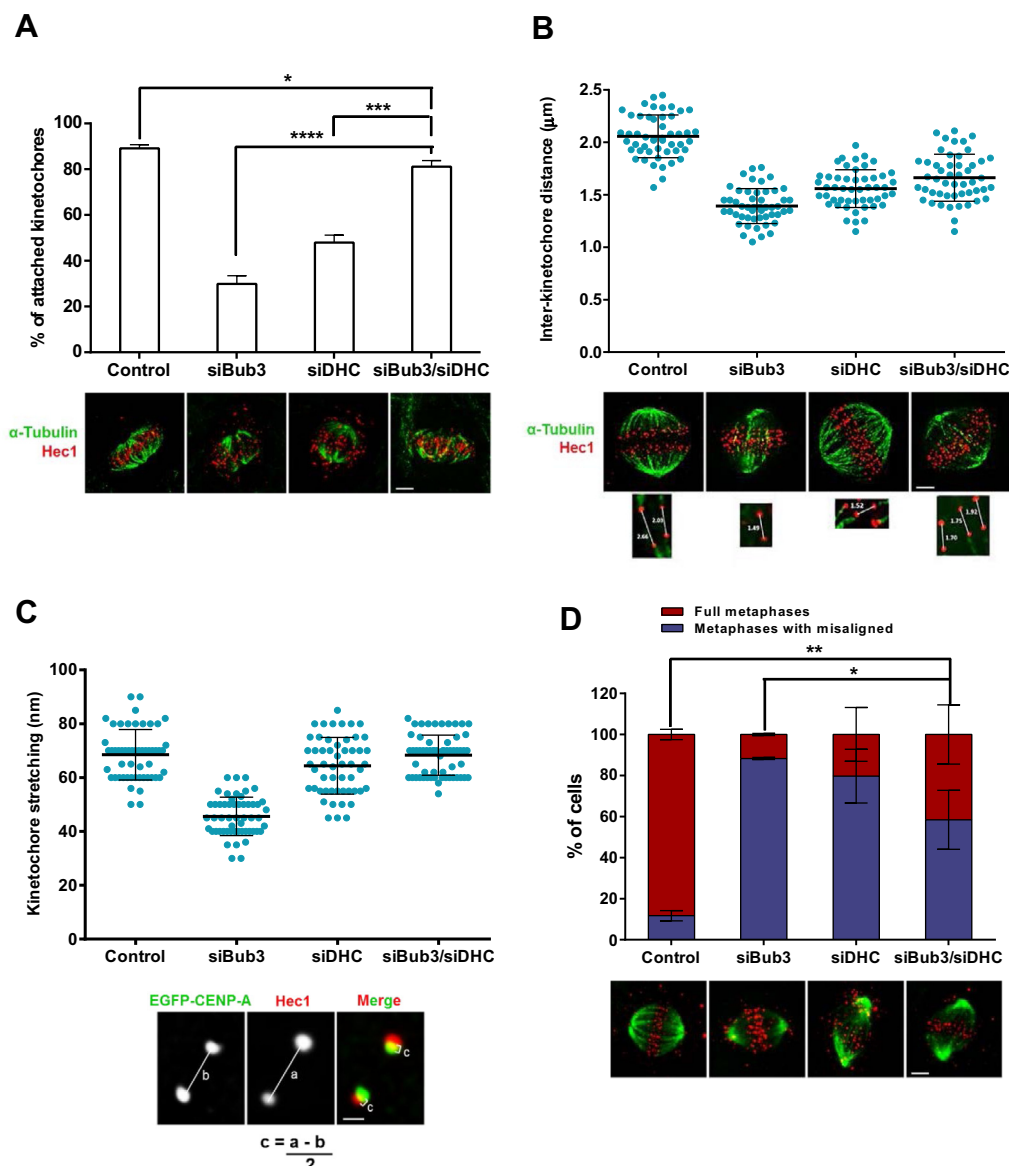 A
*
***
****
% of attached kinetochores
100
80
60
40
20
0
Control siBub3 siDHC siBub3/siDHC
α-Tubulin
Hec1
B
Inter-kinetochore distance (μm)
2.5
2.0
1.5
1.0
0.5
0.0
Control siBub3 siDHC siBub3/siDHC
α-Tubulin
Hec1
2.66 2.03
1.49
1.52
1.70 1.75 1.92
C
Kinetochore stretching (nm)
100
80
60
40
20
0
Control siBub3 siDHC siBub3/siDHC
EGFP-CENP-A Hec1 Merge
b a c c
c = a - b
2
D
Full metaphases
Metaphases with misaligned
**
*
% of cells
120
100
80
60
40
20
0
Control siBub3 siDHC siBub3/siDHC